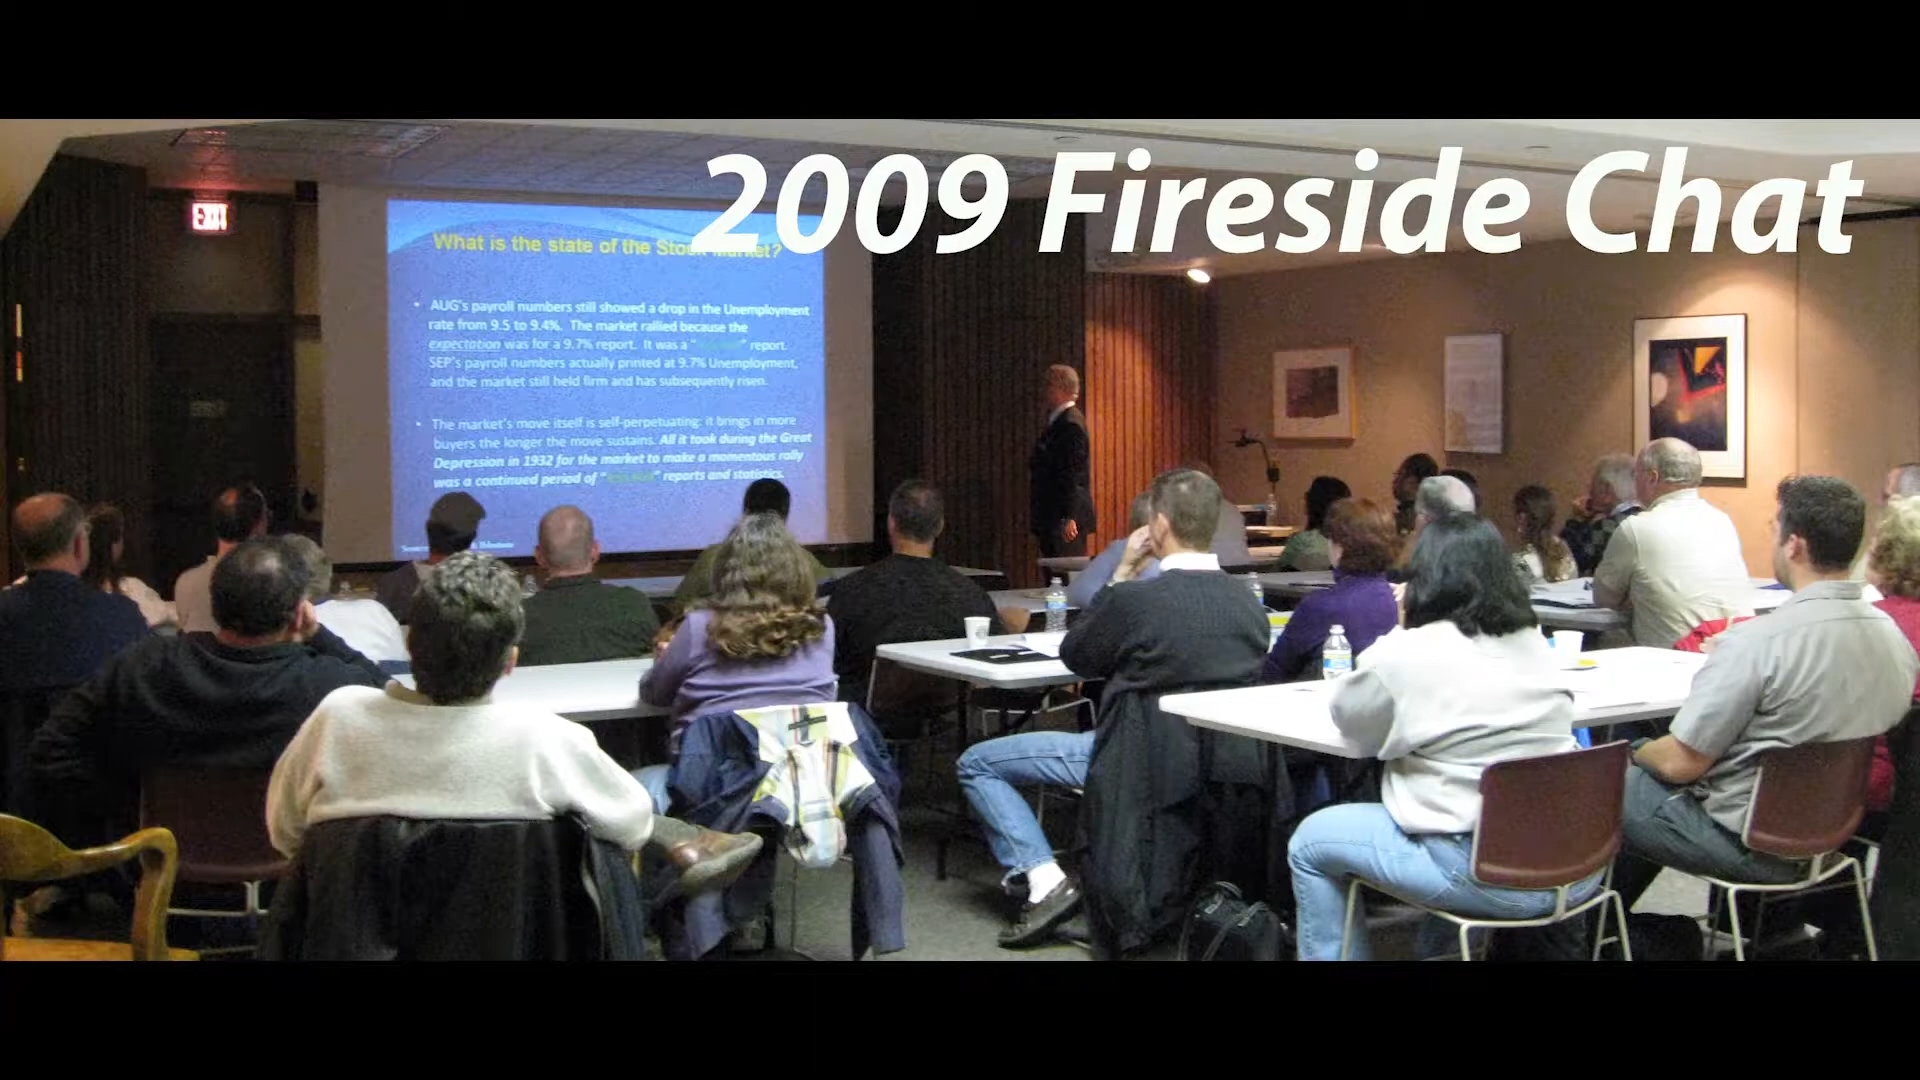 2009 Fireside Chat
EXIT
What is the state of the Stock Market?
• AUG's payroll numbers still showed a drop in the Unemployment
rate from 9.5 to 9.4%. The market rallied because the
expectation was for a 9.7% report. It was a " " report.
SEP's payroll numbers actually printed at 9.7% Unemployment,
and the market still held firm and has subsequently risen.
• The market's move itself is self-perpetuating: it brings in more
buyers the longer the move sustains. All it took during the Great
Depression in 1932 for the market to make a momentous rally
was a continued period of " " reports and statistics.